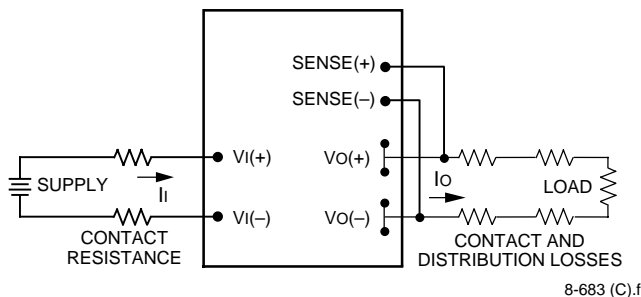 SENSE(+)
SENSE(–)
VI(+)
VO(+)
SUPPLY
II
IO
LOAD
VI(–)
VO(–)
CONTACT
RESISTANCE
CONTACT AND
DISTRIBUTION LOSSES
8-683 (C).f